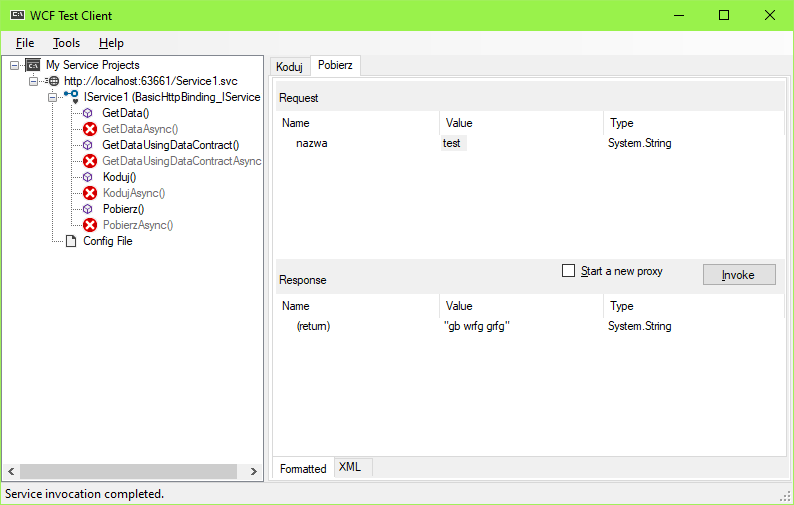 WCF Test Client
File Tools Help
My Service Projects
http://localhost:63661/Service1.svc
IService1 (BasicHttpBinding_IService
GetData()
GetDataAsync()
GetDataUsingDataContract()
GetDataUsingDataContractAsync
Koduj()
KodujAsync()
Pobierz()
PobierzAsync()
Config File
Koduj Pobierz
Request
Name Value Type
nazwa test System.String
Response Start a new proxy Invoke
Name Value Type
(return) "gb wrfg grfg" System.String
Formatted XML
Service invocation completed.